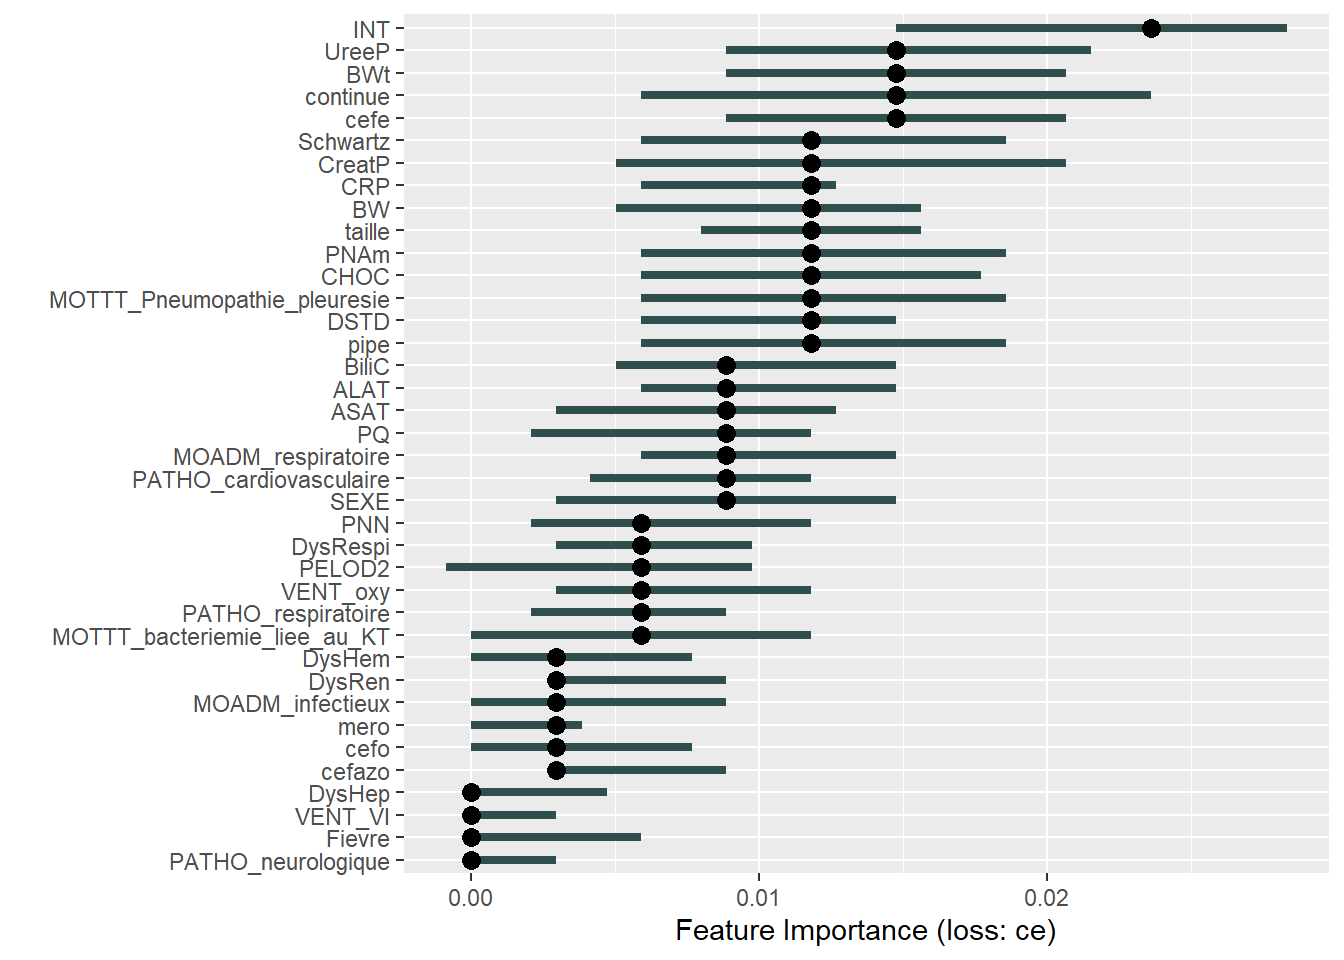 INT
UreeP
BWt
continue
cefe
Schwartz
CreatP
CRP
BW
taille
PNAm
CHOC
MOTTT_Pneumopathie_pleuresie
DSTD
pipe
BiliC
ALAT
ASAT
PQ
MOADM_respiratoire
PATHO_cardiovasculaire
SEXE
PNN
DysRespi
PELOD2
VENT_oxy
PATHO_respiratoire
MOTTT_bacteriemie_liee_au_KT
DysHem
DysRen
MOADM_infectieux
mero
cefo
cefazo
DysHep
VENT_VI
Fievre
PATHO_neurologique
0.00 0.01 0.02
Feature Importance (loss: ce)